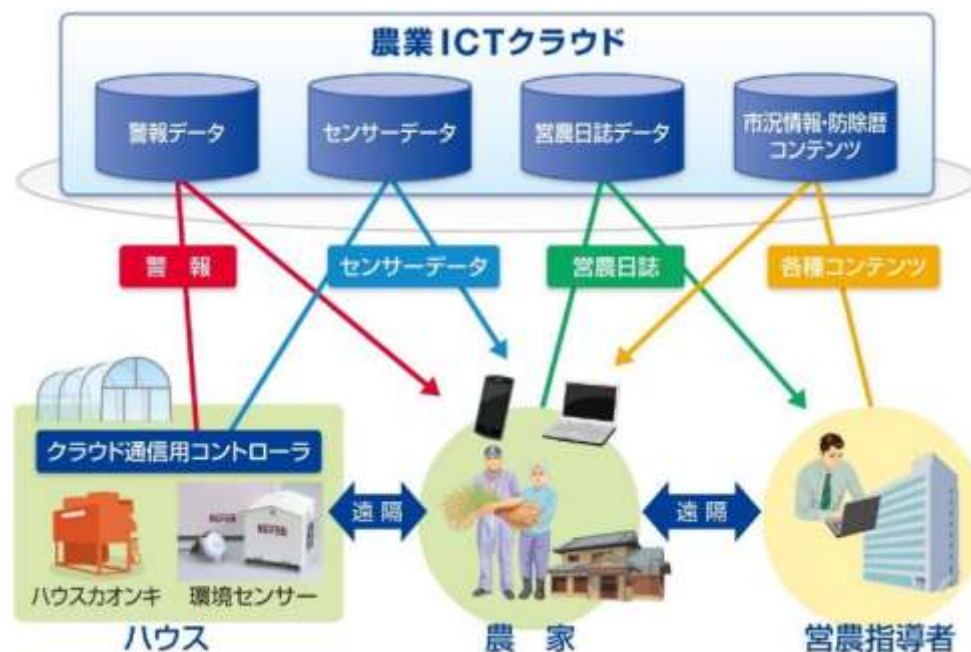 農業ICTクラウド
警報データ
センサーデータ
営農日誌データ
市況情報・防除暦
コンテンツ
警報
センサーデータ
営農日誌
各種コンテンツ
クラウド通信用コントローラ
遠隔
遠隔
ハウスカオンキ
環境センサー
ハウス
農家
営農指導者